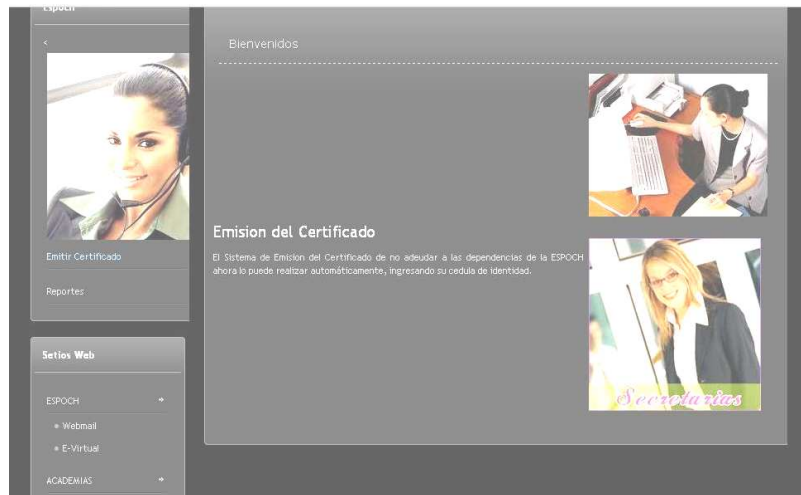 Espoch
<
Emitir Certificado
Reportes
Setios Web
ESPOCH
Webmail
E-Virtual
ACADEMIAS
Bienvenidos
Emision del Certificado
El Sistema de Emision del Certificado de no adeudar a las dependencias de la ESPOCH
ahora lo puede realizar automáticamente, ingresando su cedula de identidad.
Secretarias